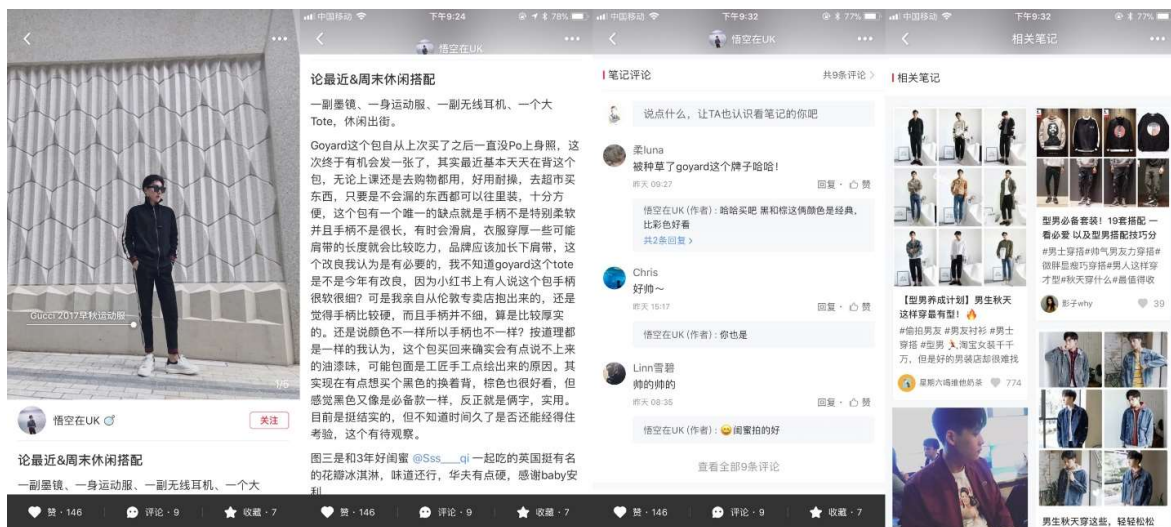 Gucci 2017早秋运动服
1/6
悟空在UK
关注
论最近&周末休闲搭配
一副墨镜、一身运动服、一副无线耳机、一个大
赞·146
评论·9
收藏·7
中国移动
下午9:24
78%
悟空在UK
论最近&周末休闲搭配
一副墨镜、一身运动服、一副无线耳机、一个大
Tote，休闲出街。
Goyard这个包自从上次买了之后一直没Po上身照，这
次终于有机会发一张了，其实最近基本天天在背这个
包，无论上课还是去购物都用，好用耐操，去超市买
东西，只要是不会漏的东西都可以往里装，十分方
便，这个包有一个唯一的缺点就是手柄不是特别柔软
并且手柄不是很长，有时会滑肩，衣服穿厚一些可能
肩带的长度就会比较吃力，品牌应该加长下肩带，这
个改良我认为是有必要的，我不知道goyard这个tote
是不是今年有改良，因为小红书上有人说这个包手柄
很软很细？可是我亲自从伦敦专卖店抱出来的，还是
觉得手柄比较硬，而且手柄并不细，算是比较厚实
的。还是说颜色不一样所以手柄也不一样？按道理都
是一样的我认为，这个包买回来确实会有点说不上来
的油漆味，可能包面是工匠手工点绘出来的原因。其
实现在有点想买个黑色的换着背，棕色也很好看，但
感觉黑色又像是必备款一样，反正就是俩字，实用。
目前是挺结实的，但不知道时间久了是否还能经得住
考验，这个有待观察。
图三是和3年好闺蜜 @Sss___qi 一起吃的英国挺有名
的花瓣冰淇淋，味道还行，华夫有点硬，感谢baby安
利
赞·146
评论·9
收藏·7
中国移动
下午9:32
77%
悟空在UK
笔记评论
共9条评论
说点什么，让TA也认识看笔记的你吧
柔luna
被种草了goyard这个牌子哈哈！
昨天 09:27
回复 · 赞
悟空在UK (作者)：哈哈买吧 黑和棕这俩颜色是经典，
比彩色好看
共2条回复
Chris
好帅～
昨天 15:17
回复 · 赞
悟空在UK (作者)：你也是
Linn雪碧
帅的帅的
昨天 08:35
回复 · 赞
悟空在UK (作者)：😄闺蜜拍的好
查看全部9条评论
赞·146
评论·9
收藏·7
中国移动
下午9:32
77%
相关笔记
相关笔记
【型男养成计划】男生秋天
这样穿最有型！🔥
#偷拍男友 #男友衬衫 #男士
穿搭 #型男 淘宝女装千千
万，但是好的男装店却很难找
星期六喝维他奶茶
774
型男必备套装！19套搭配 一
看必爱 以及型男搭配技巧分
#男士穿搭#帅气男友力穿搭#
微胖显瘦巧穿搭#男人这样穿
才型#秋天穿什么#最值得收
影子why
39
男生秋天穿这些，轻轻松松